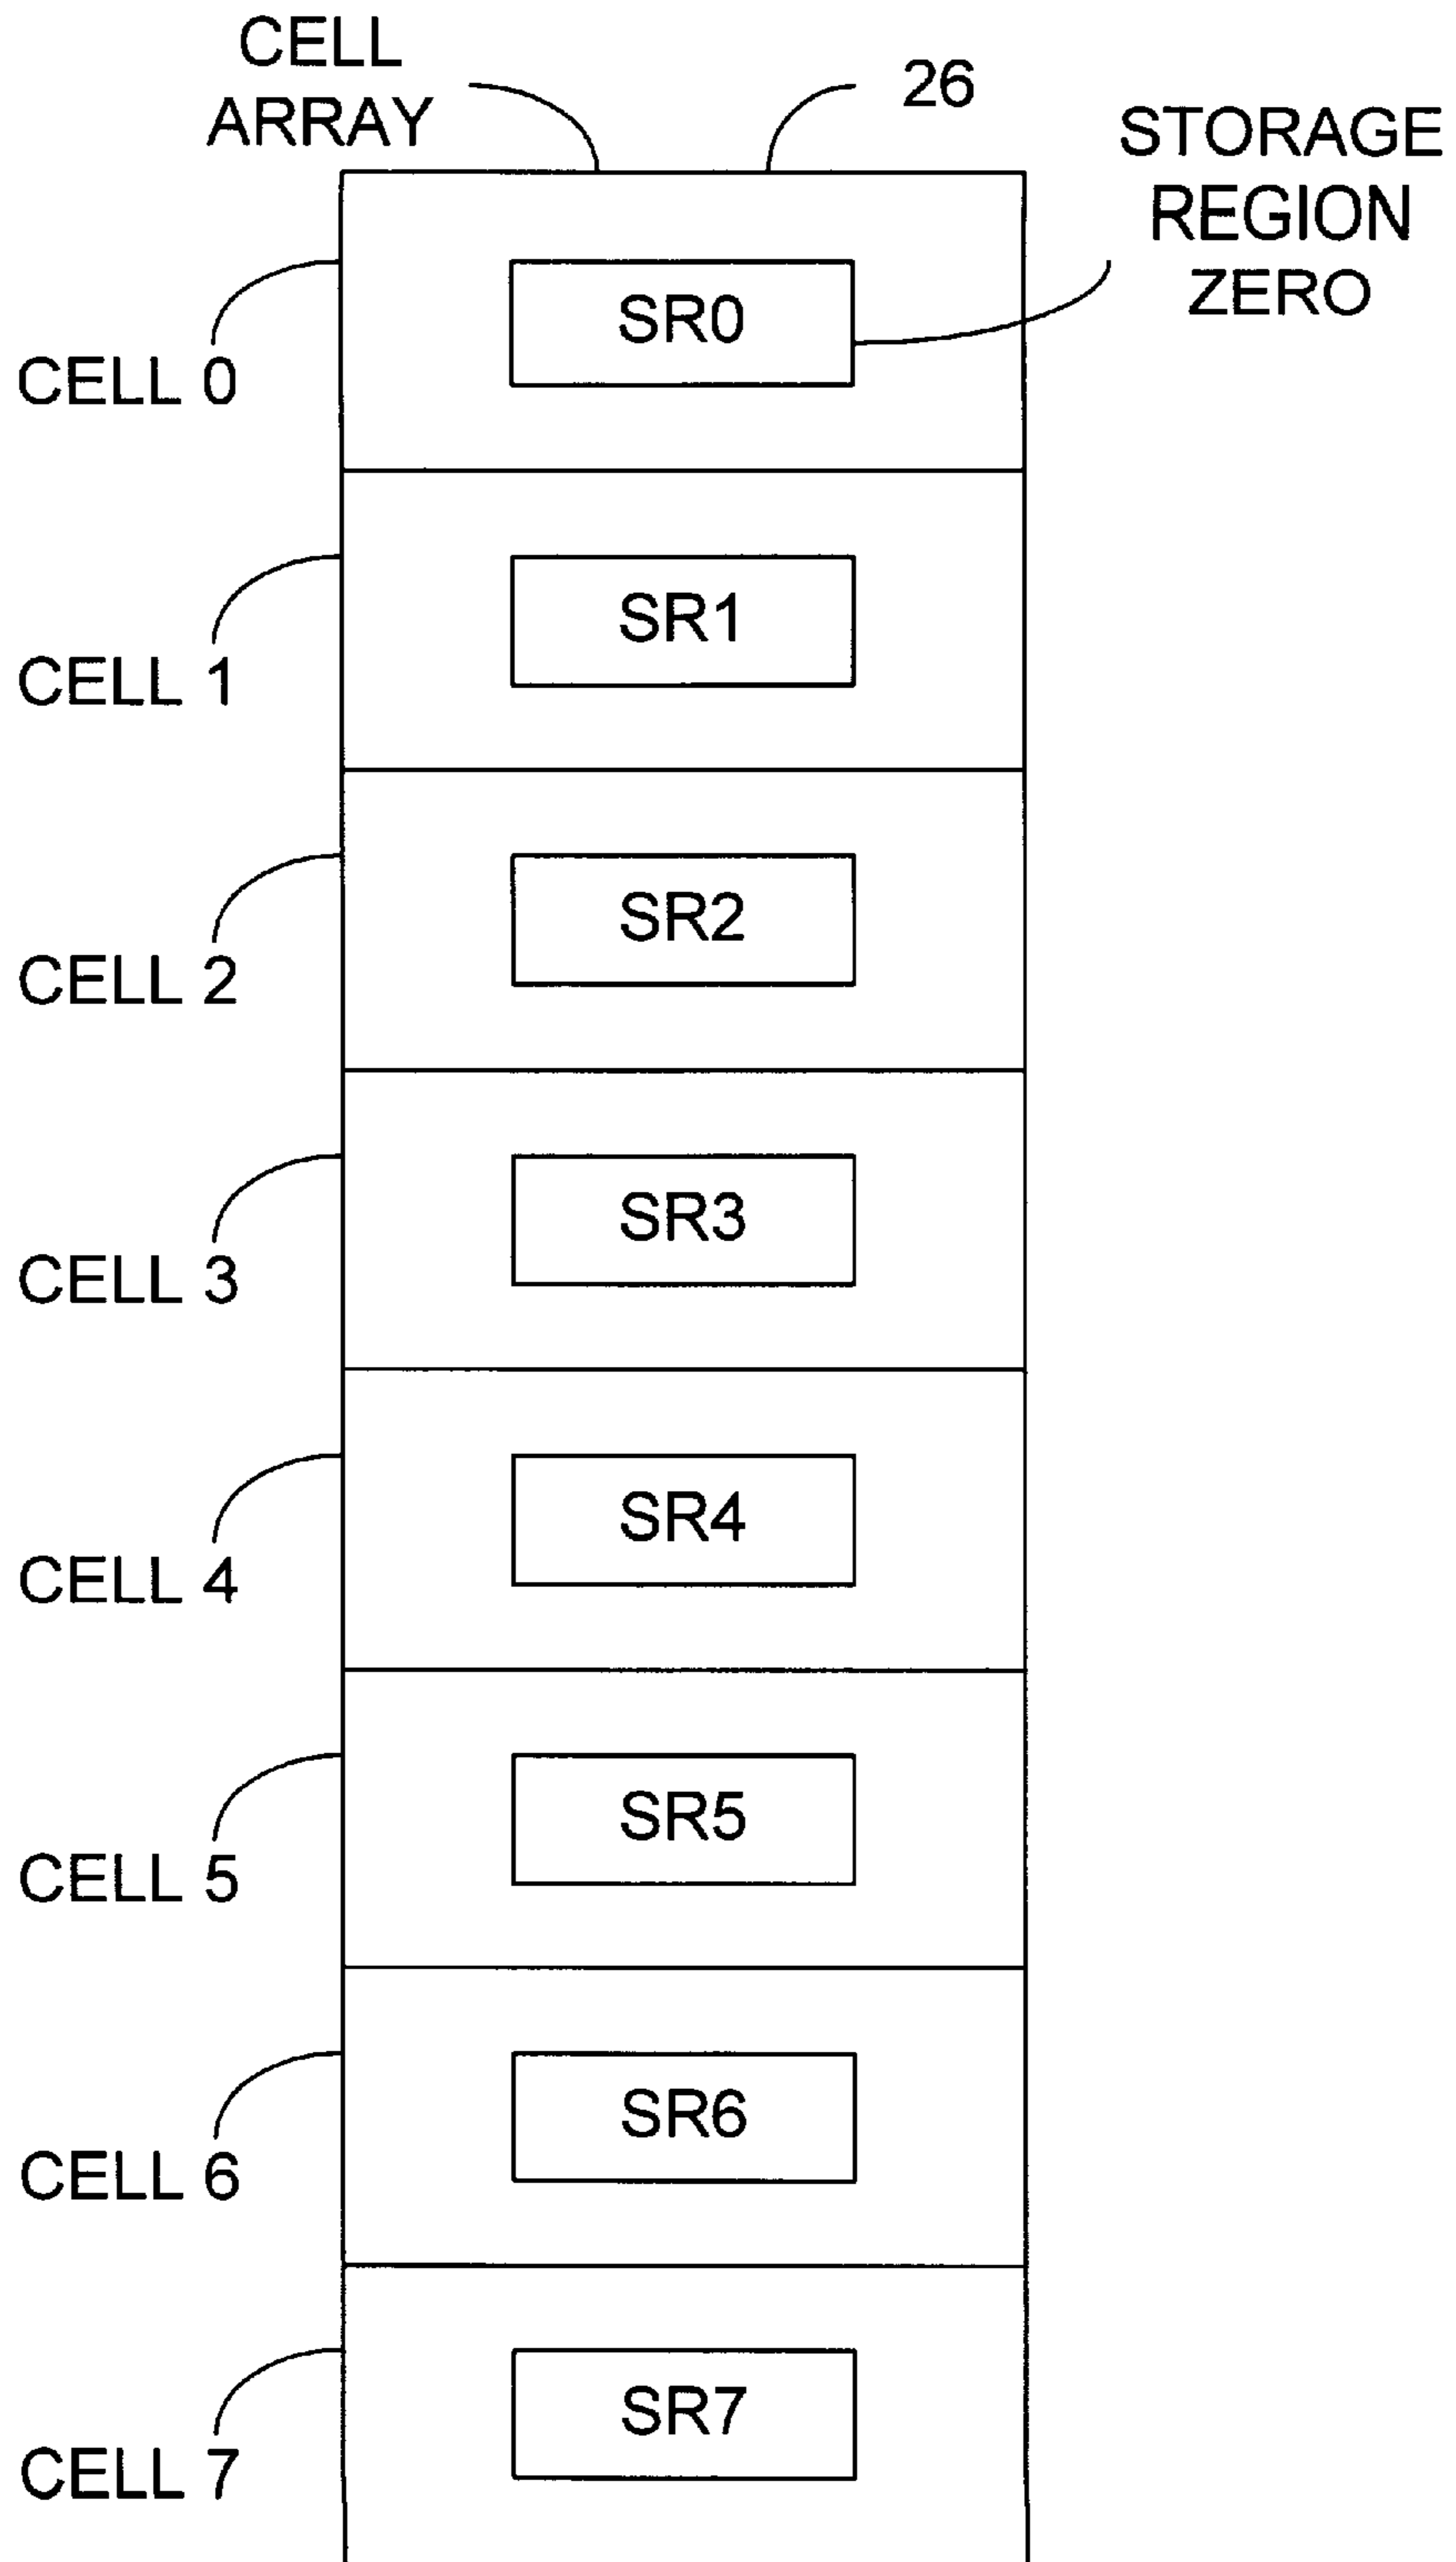 CELL
ARRAY
26
STORAGE
REGION
ZERO
SR0
CELL 0
SR1
CELL 1
SR2
CELL 2
SR3
CELL 3
SR4
CELL 4
SR5
CELL 5
SR6
CELL 6
SR7
CELL 7